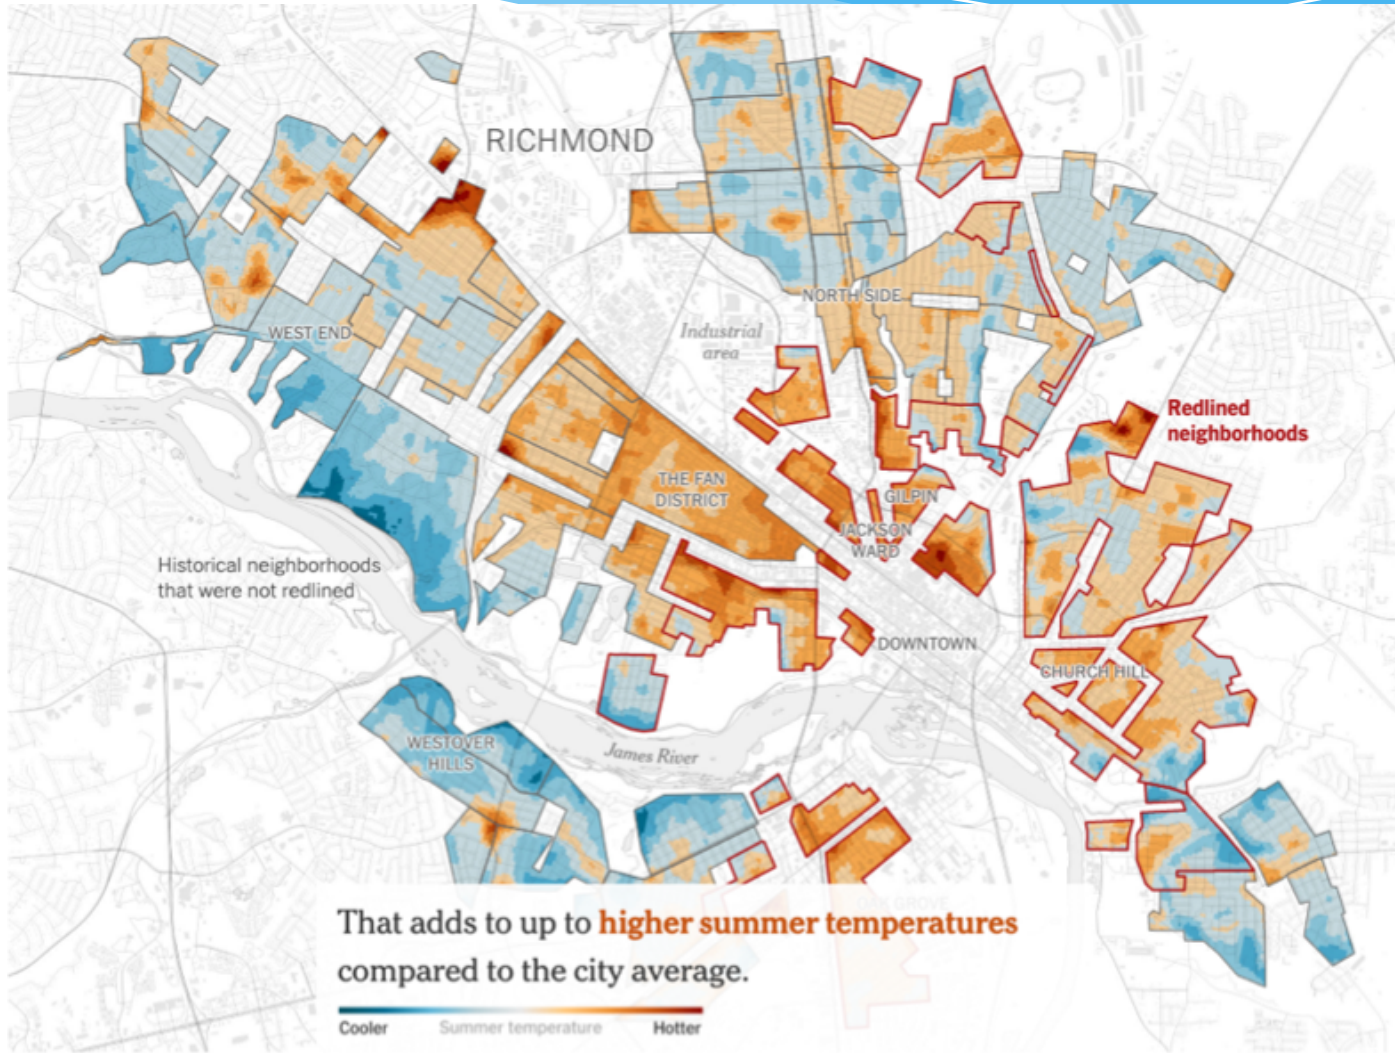 RICHMOND
NORTH SIDE
Industrial
area
WEST END
Redlined
neighborhoods
THE FAN
DISTRICT
GILPIN
JACKSON
WARD
Historical neighborhoods
that were not redlined
DOWNTOWN
CHURCH HILL
WESTOVER
HILLS
James River
OAK GROVE
That adds to up to higher summer temperatures
compared to the city average.
Cooler Summer temperature Hotter